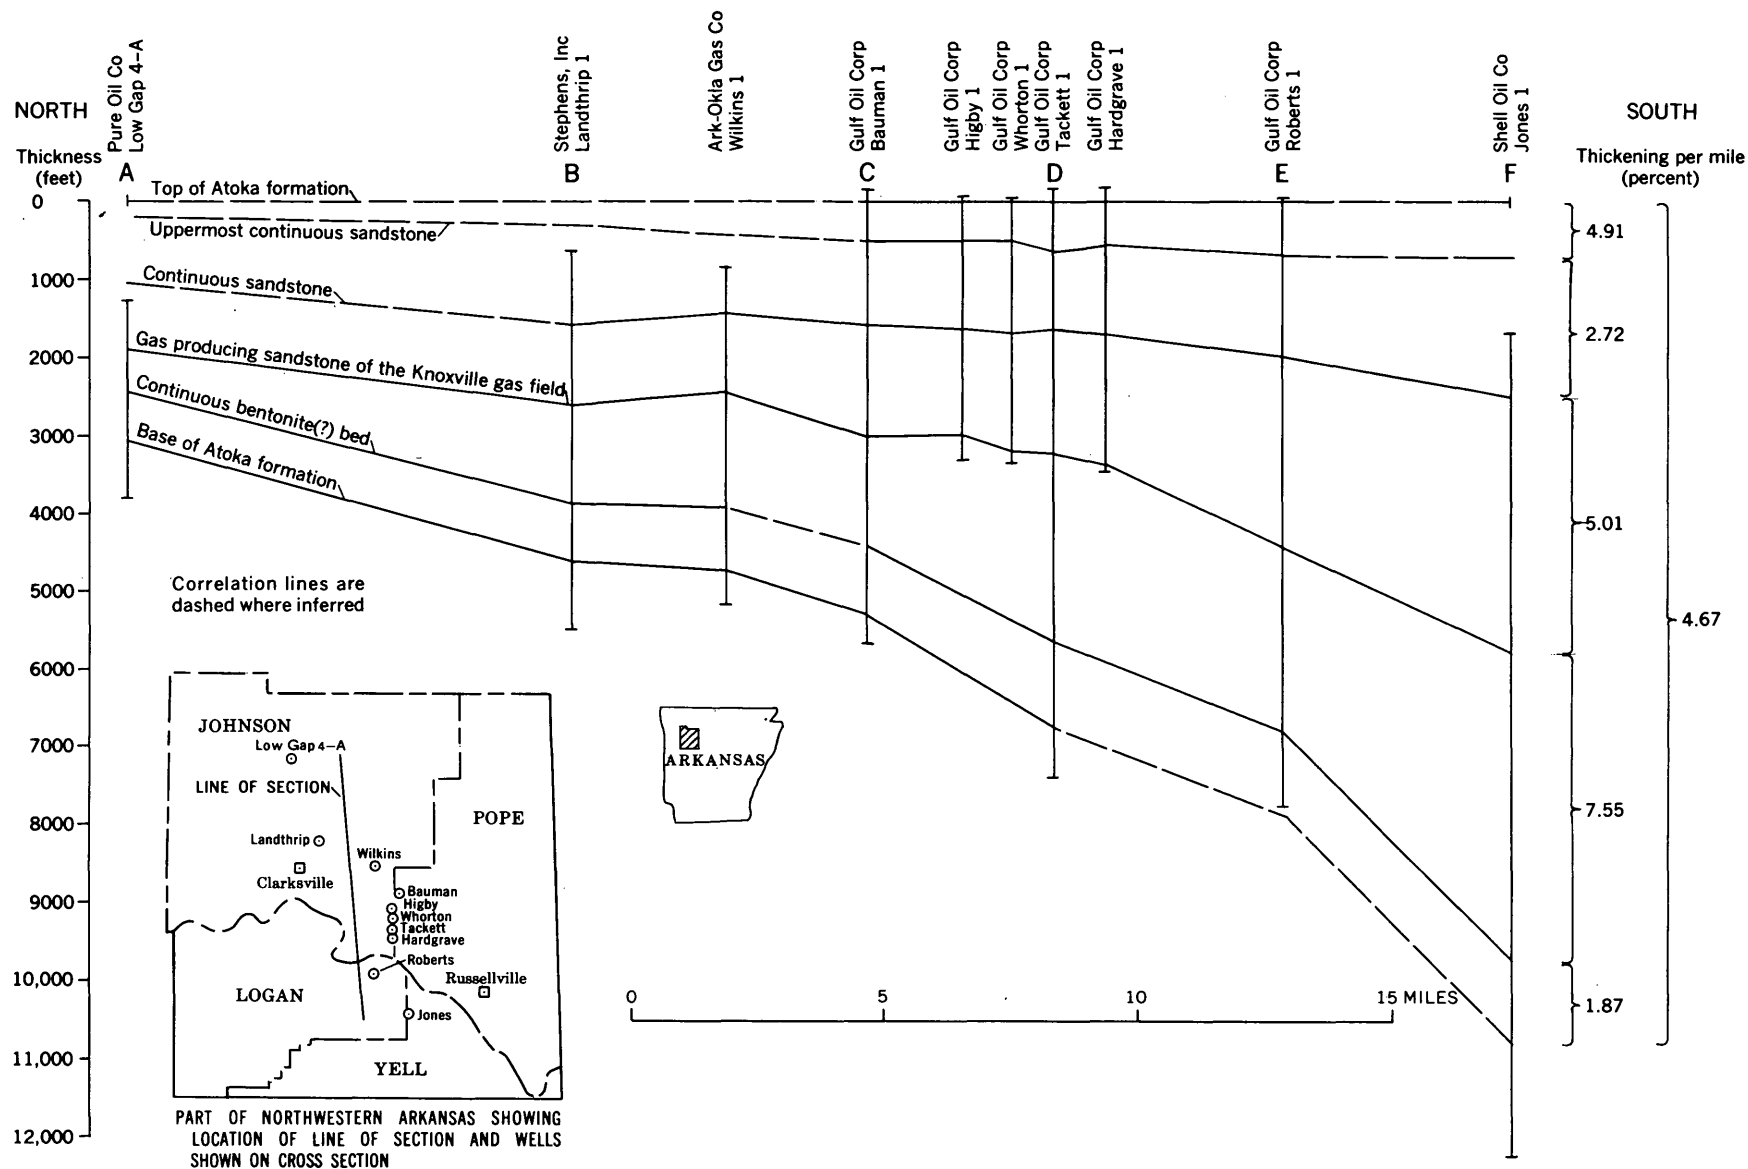 Pure Oil Co
Low Gap 4–A
Stephens, Inc
Landthrip 1
Ark-Okla Gas Co
Wilkins 1
Gulf Oil Corp
Bauman 1
Gulf Oil Corp
Higby 1
Gulf Oil Corp
Whorton 1
Gulf Oil Corp
Tackett 1
Gulf Oil Corp
Hardgrave 1
Gulf Oil Corp
Roberts 1
Shell Oil Co
Jones 1
NORTH
SOUTH
Thickness
(feet)
Thickening per mile
(percent)
A
B
C
D
E
F
0
1000
2000
3000
4000
5000
6000
7000
8000
9000
10,000
11,000
12,000
Top of Atoka formation
Uppermost continuous sandstone
Continuous sandstone
Gas producing sandstone of the Knoxville gas field
Continuous bentonite(?) bed
Base of Atoka formation
4.91
2.72
5.01
4.67
7.55
1.87
Correlation lines are
dashed where inferred
JOHNSON
Low Gap 4–A
LINE OF SECTION
POPE
Landthrip
Wilkins
Clarksville
Bauman
Higby
Whorton
Tackett
Hardgrave
Roberts
Russellville
LOGAN
Jones
YELL
ARKANSAS
0
5
10
15 MILES
PART OF NORTHWESTERN ARKANSAS SHOWING
LOCATION OF LINE OF SECTION AND WELLS
SHOWN ON CROSS SECTION